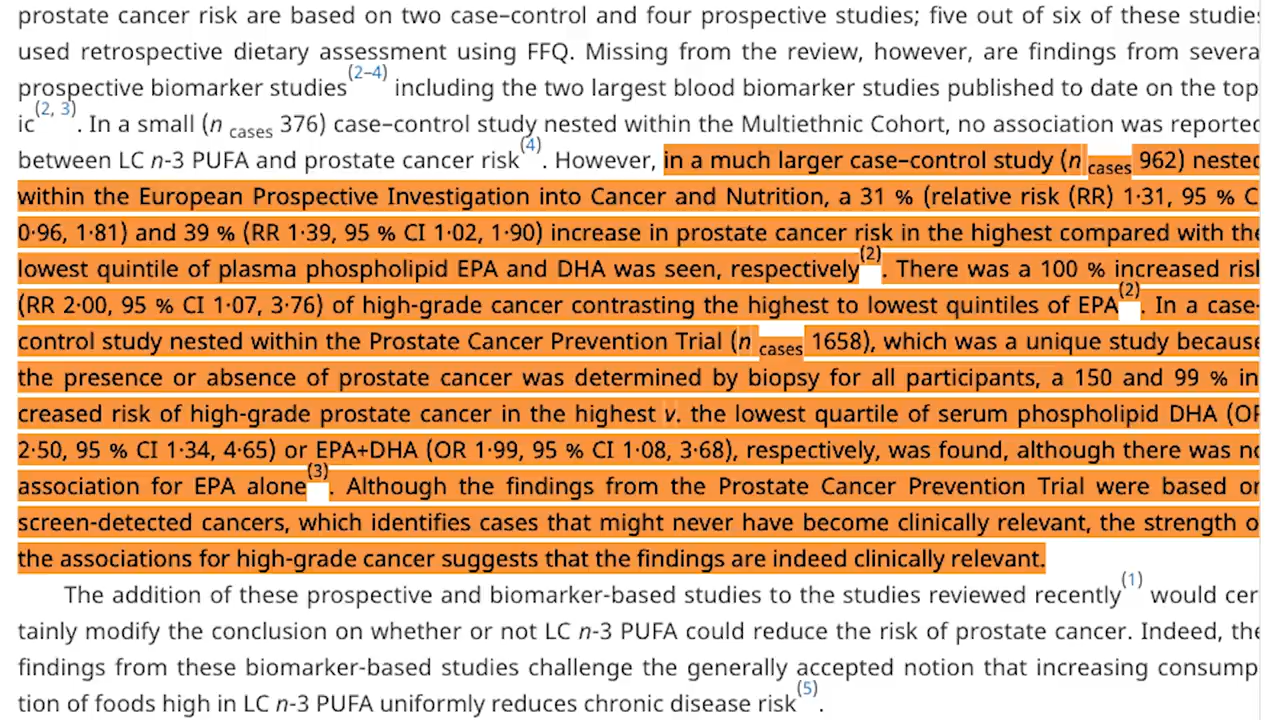 prostate cancer risk are based on two case–control and four prospective studies; five out of six of these studies
used retrospective dietary assessment using FFQ. Missing from the review, however, are findings from severa
prospective biomarker studies(2–4) including the two largest blood biomarker studies published to date on the top
ic(2, 3). In a small (n cases 376) case–control study nested within the Multiethnic Cohort, no association was reported
between LC n-3 PUFA and prostate cancer risk(4). However, in a much larger case–control study (n cases 962) nested
within the European Prospective Investigation into Cancer and Nutrition, a 31 % (relative risk (RR) 1·31, 95 % C
0·96, 1·81) and 39 % (RR 1·39, 95 % CI 1·02, 1·90) increase in prostate cancer risk in the highest compared with the
lowest quintile of plasma phospholipid EPA and DHA was seen, respectively(2). There was a 100 % increased risk
(RR 2·00, 95 % CI 1·07, 3·76) of high-grade cancer contrasting the highest to lowest quintiles of EPA(2). In a case-
control study nested within the Prostate Cancer Prevention Trial (n cases 1658), which was a unique study because
the presence or absence of prostate cancer was determined by biopsy for all participants, a 150 and 99 % in
creased risk of high-grade prostate cancer in the highest v. the lowest quartile of serum phospholipid DHA (OR
2·50, 95 % CI 1·34, 4·65) or EPA+DHA (OR 1·99, 95 % CI 1·08, 3·68), respectively, was found, although there was no
association for EPA alone(3). Although the findings from the Prostate Cancer Prevention Trial were based on
screen-detected cancers, which identifies cases that might never have become clinically relevant, the strength o
the associations for high-grade cancer suggests that the findings are indeed clinically relevant.
The addition of these prospective and biomarker-based studies to the studies reviewed recently(1) would cer
tainly modify the conclusion on whether or not LC n-3 PUFA could reduce the risk of prostate cancer. Indeed, the
findings from these biomarker-based studies challenge the generally accepted notion that increasing consump
tion of foods high in LC n-3 PUFA uniformly reduces chronic disease risk(5).